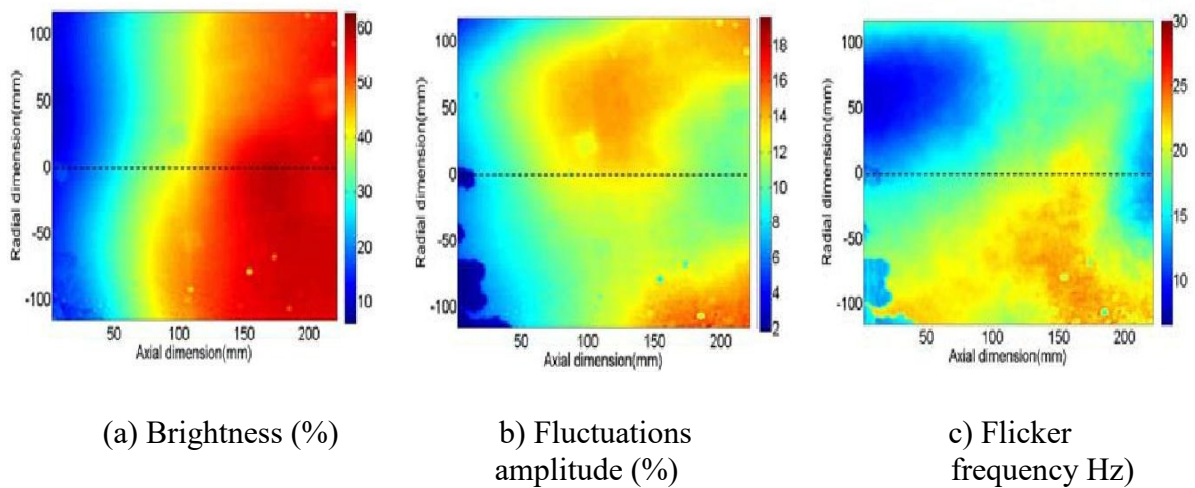 100
50
0
-50
-100
Radial dimension(mm)
50 100 150 200
Axial dimension(mm)
60
50
40
30
20
10
100
50
0
-50
-100
Radial dimension(mm)
50 100 150 200
Axial dimension(mm)
18
16
14
12
10
8
6
4
2
100
50
0
-50
-100
Radial dimension(mm)
50 100 150 200
Axial dimension(mm)
30
25
20
15
10
(a) Brightness (%)
b) Fluctuations
amplitude (%)
c) Flicker
frequency Hz)